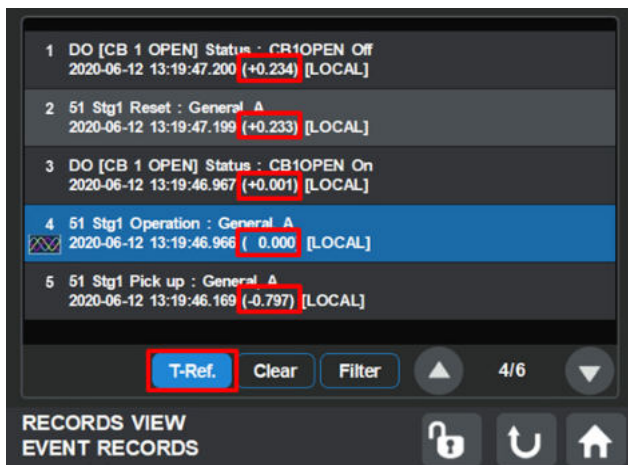 1 DO [CB 1 OPEN] Status : CB1OPEN Off
2020-06-12 13:19:47.200 (+0.234) [LOCAL]
2 51 Stg1 Reset : General, A
2020-06-12 13:19:47.199 (+0.233) [LOCAL]
3 DO [CB 1 OPEN] Status : CB1OPEN On
2020-06-12 13:19:46.967 (+0.001) [LOCAL]
4 51 Stg1 Operation : General, A
2020-06-12 13:19:46.966 ( 0.000) [LOCAL]
5 51 Stg1 Pick up : General, A
2020-06-12 13:19:46.169 (-0.797) [LOCAL]
T-Ref. Clear Filter 4/6
RECORDS VIEW
EVENT RECORDS